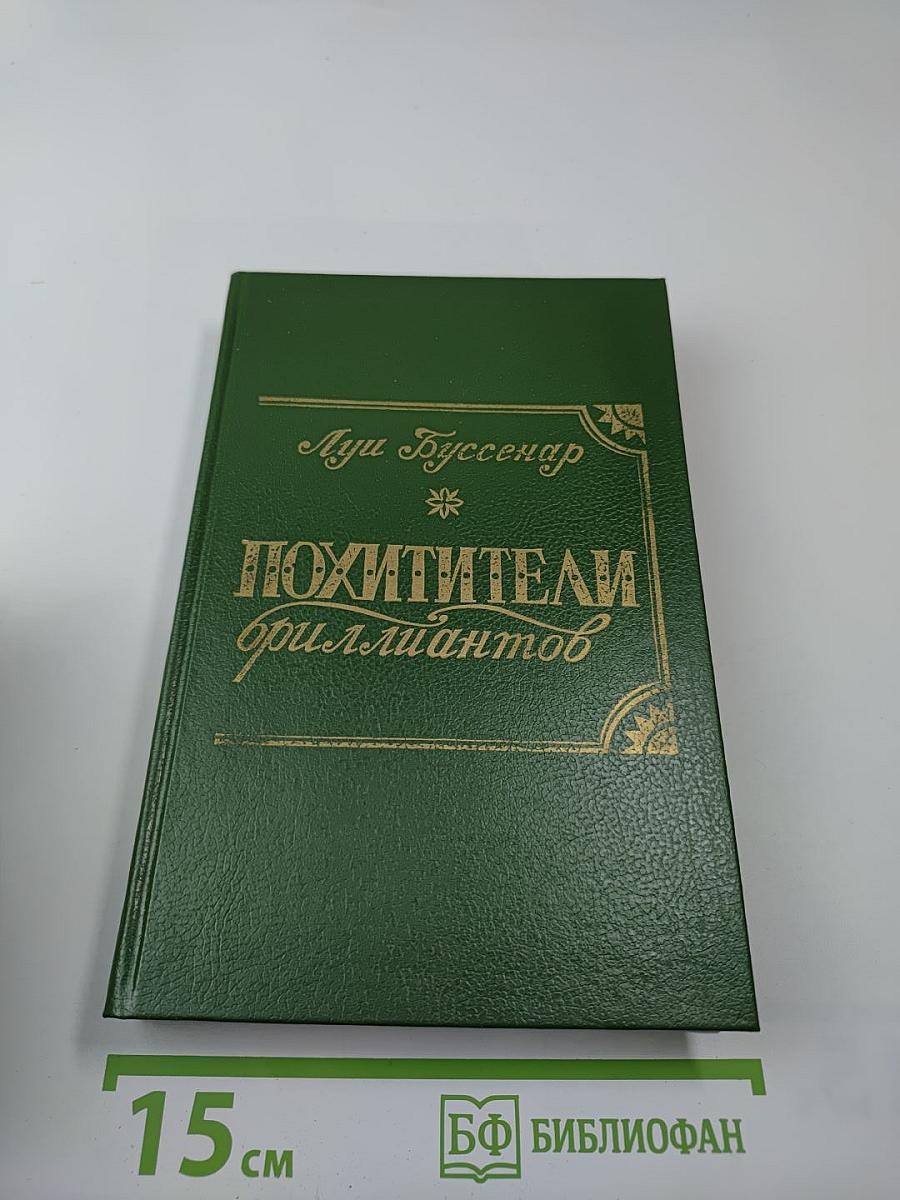 Луи Буссенар
ПОХИТИТЕЛИ
бриллиантов
15 см
БФ БИБЛИОФАН